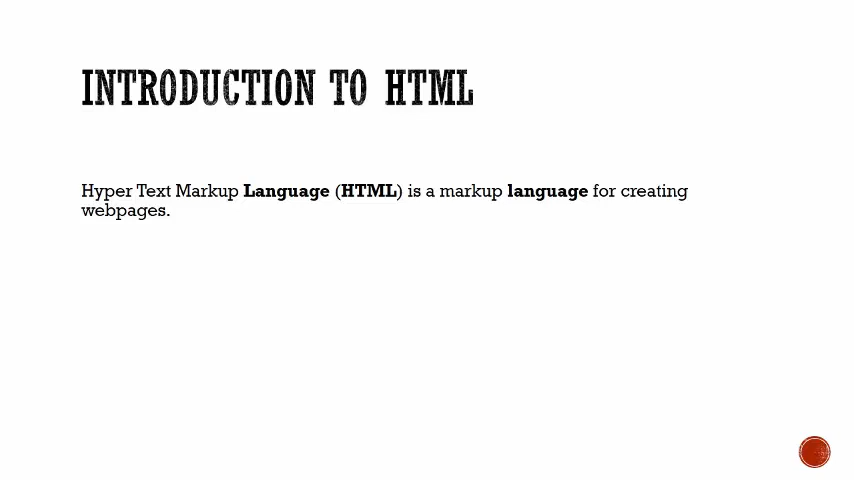 INTRODUCTION TO HTML
Hyper Text Markup Language (HTML) is a markup language for creating
webpages.